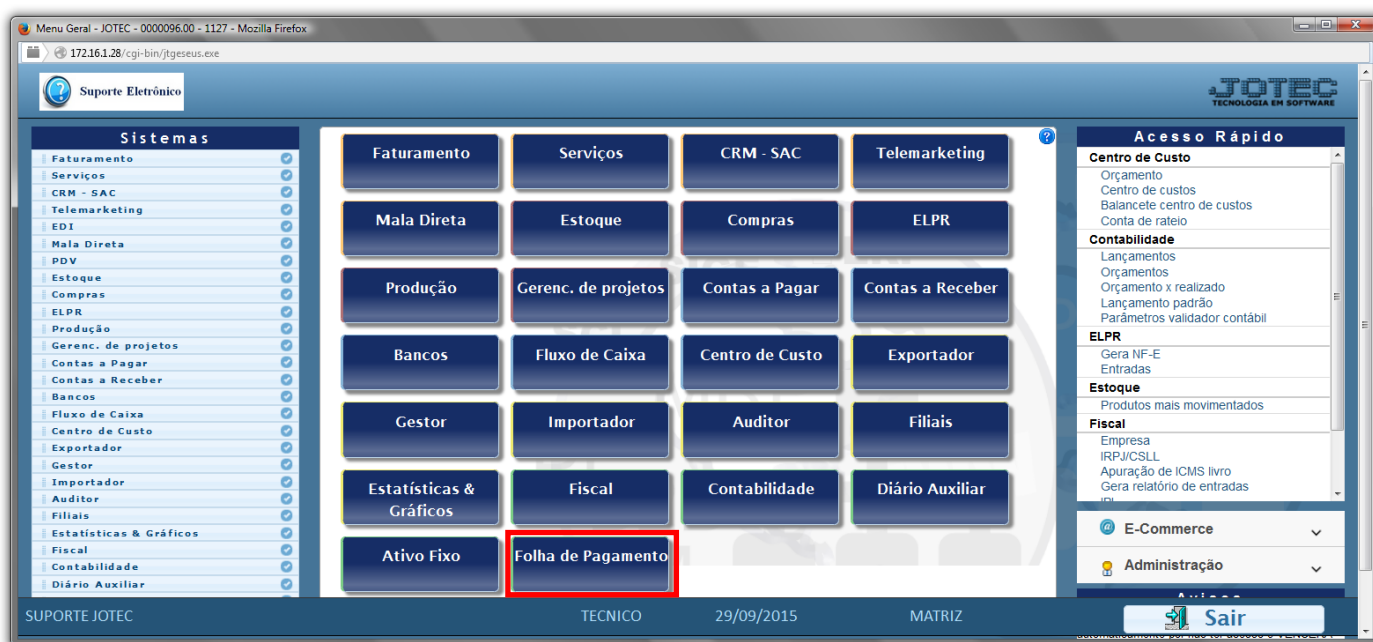 Menu Geral - JOTEC - 0000096.00 - 1127 - Mozilla Firefox
172.16.1.28/cgi-bin/jtgeseus.exe
Suporte Eletrônico
JOTEC
TECNOLOGIA EM SOFTWARE
Sistemas
Faturamento
Serviços
CRM - SAC
Telemarketing
EDI
Mala Direta
PDV
Estoque
Compras
ELPR
Produção
Gerenc. de projetos
Contas a Pagar
Contas a Receber
Bancos
Fluxo de Caixa
Centro de Custo
Exportador
Gestor
Importador
Auditor
Filiais
Estatísticas & Gráficos
Fiscal
Contabilidade
Diário Auxiliar
Faturamento
Serviços
CRM - SAC
Telemarketing
Mala Direta
Estoque
Compras
ELPR
Produção
Gerenc. de projetos
Contas a Pagar
Contas a Receber
Bancos
Fluxo de Caixa
Centro de Custo
Exportador
Gestor
Importador
Auditor
Filiais
Estatísticas &
Gráficos
Fiscal
Contabilidade
Diário Auxiliar
Ativo Fixo
Folha de Pagamento
Acesso Rápido
Centro de Custo
Orçamento
Centro de custos
Balancete centro de custos
Conta de rateio
Contabilidade
Lançamentos
Orçamentos
Orçamento x realizado
Lançamento padrão
Parâmetros validador contábil
ELPR
Gera NF-E
Entradas
Estoque
Produtos mais movimentados
Fiscal
Empresa
IRPJ/CSLL
Apuração de ICMS livro
Gera relatório de entradas
E-Commerce
Administração
SUPORTE JOTEC
TECNICO
29/09/2015
MATRIZ
Sair